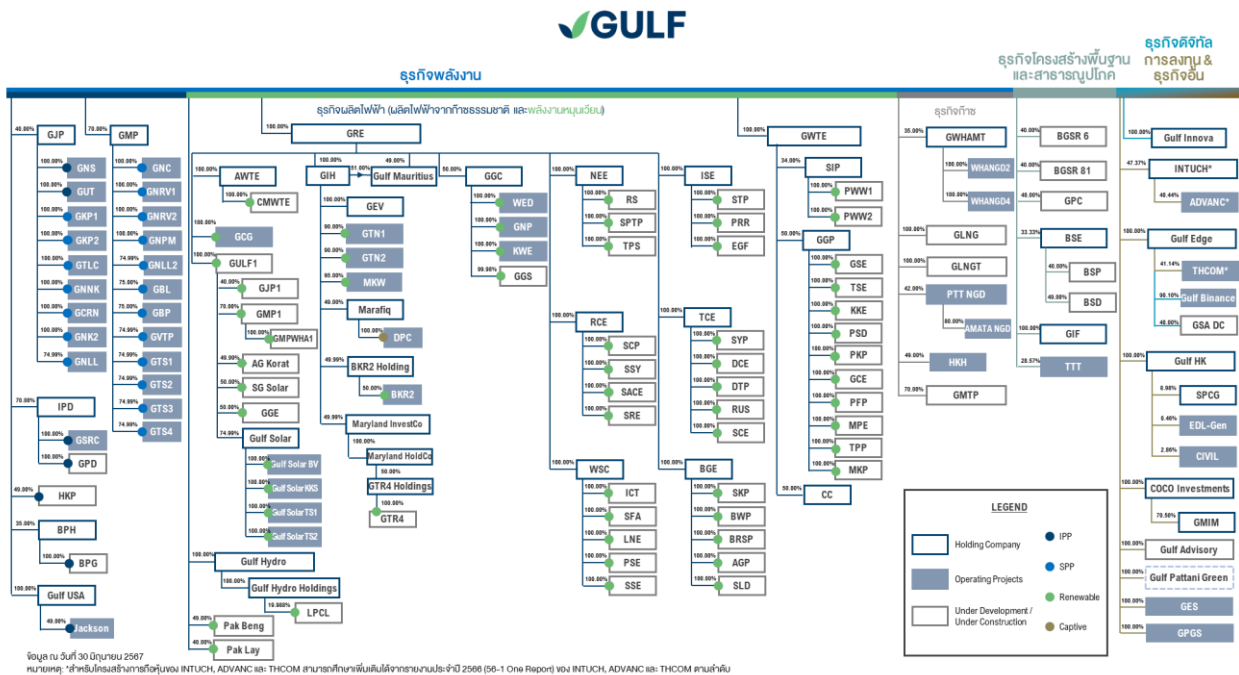 GULF
ธุรกิจพลังงาน
ธุรกิจโครงสร้างพื้นฐาน
และสาธารณูปโภค
ธุรกิจดิจิทัล
การลงทุน &
ธุรกิจอื่น
ธุรกิจผลิตไฟฟ้า (ผลิตไฟฟ้าจากก๊าซธรรมชาติ และพลังงานหมุนเวียน)
ธุรกิจก๊าซ
40.00% GJP
100.00% GNS
100.00% GUT
100.00% GKP1
100.00% GKP2
100.00% GTLC
100.00% GNNK
100.00% GCRN
100.00% GNK2
74.99% GNLL
70.00% IPD
100.00% GSRC
100.00% GPD
49.00% HKP
35.00% BPH
100.00% BPG
100.00% Gulf USA
49.00% Jackson
70.00% GMP
100.00% GNC
100.00% GNRV1
100.00% GNRV2
100.00% GNPM
74.99% GNLL2
75.00% GBL
75.00% GBP
74.99% GVTP
74.99% GTS1
74.99% GTS2
74.99% GTS3
74.99% GTS4
100.00% GRE
100.00% AWTE
100.00% CMWTE
100.00% GCG
100.00% GULF1
40.00% GJP1
70.00% GMP1
100.00% GMPWHA1
49.99% AG Korat
50.00% SG Solar
50.00% GGE
74.99% Gulf Solar
100.00% Gulf Solar BV
100.00% Gulf Solar KKS
100.00% Gulf Solar TS1
100.00% Gulf Solar TS2
100.00% Gulf Hydro
100.00% Gulf Hydro Holdings
19.988% LPCL
49.00% Pak Beng
40.00% Pak Lay
100.00% GIH
51.00%
49.00%
Gulf Mauritius
100.00% GEV
90.00% GTN1
90.00% GTN2
95.00% MKW
49.00% Marafiq
100.00% DPC
49.99% BKR2 Holding
50.00% BKR2
49.99% Maryland InvestCo
100.00%
Maryland HoldCo
50.00%
GTR4 Holdings
100.00%
GTR4
50.00% GGC
100.00% WED
100.00% GNP
100.00% KWE
99.98% GGS
100.00% NEE
100.00% RS
100.00% SPTP
100.00% TPS
100.00% RCE
100.00% SCP
100.00% SSY
100.00% SACE
100.00% SRE
100.00% WSC
100.00% ICT
100.00% SFA
100.00% LNE
100.00% PSE
100.00% SSE
100.00% ISE
100.00% STP
100.00% PRR
100.00% EGF
100.00% TCE
100.00% SYP
100.00% DCE
100.00% DTP
100.00% RUS
100.00% SCE
100.00% BGE
100.00% SKP
100.00% BWP
100.00% BRSP
100.00% AGP
100.00% SLD
100.00% GWTE
34.00% SIP
100.00% PWW1
100.00% PWW2
50.00% GGP
100.00% GSE
100.00% TSE
100.00% KKE
100.00% PSD
100.00% PKP
100.00% GCE
100.00% PFP
100.00% MPE
100.00% TPP
100.00% MKP
50.00% CC
35.00% GWHAMT
100.00% WHANGD2
100.00% WHANGD4
100.00% GLNG
100.00% GLNGT
42.00% PTT NGD
80.00% AMATA NGD
49.00% HKH
70.00% GMTP
40.00% BGSR 6
40.00% BGSR 81
40.00% GPC
33.33% BSE
40.00% BSP
49.00% BSD
100.00% GIF
28.57% TTT
100.00% Gulf Innova
47.37% INTUCH*
40.44% ADVANC*
100.00% Gulf Edge
41.14% THCOM*
Gulf Binance
40.00% GSA DC
100.00% Gulf HK
0.98% SPCG
EDL-Gen
CIVIL
100.00% COCO Investments
70.50% GMIM
100.00% Gulf Advisory
100.00% Gulf Pattani Green
100.00% GES
100.00% GPGS
LEGEND
Holding Company
Operating Projects
Under Development /
Under Construction
IPP
SPP
Renewable
Captive
ข้อมูล ณ วันที่ 30 มิถุนายน 2567
หมายเหตุ: *สำหรับโครงสร้างการถือหุ้นของ INTUCH, ADVANC และ THCOM สามารถศึกษาเพิ่มเติมได้จากรายงานประจำปี 2566 (56-1 One Report) ของ INTUCH, ADVANC และ THCOM ตามลำดับ